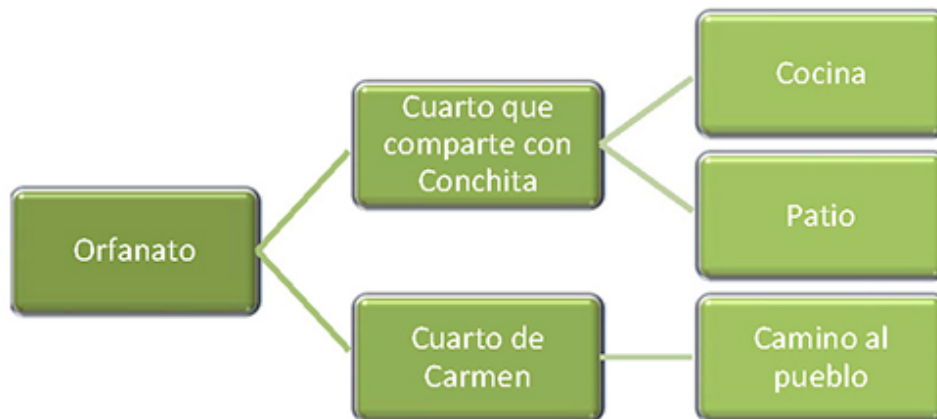 Orfanato
Cuarto que
comparte con
Conchita
Cocina
Patio
Cuarto de
Carmen
Camino al
pueblo